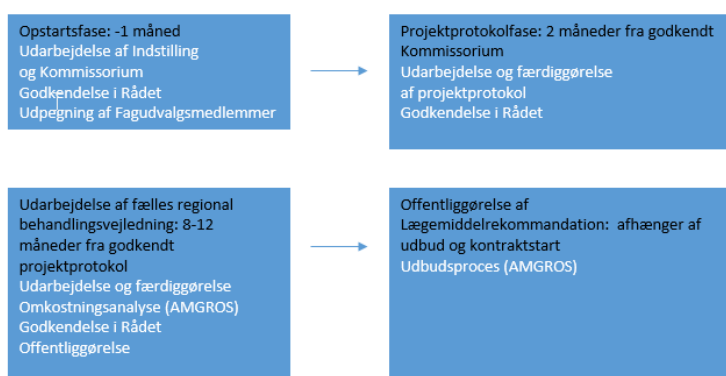 Opstartsfase: -1 måned
Udarbejdelse af Indstilling
og Kommissorium
Godkendelse i Rådet
Udpegning af Fagudvalgsmedlemmer
Projektprotokolfase: 2 måneder fra godkendt
Kommissorium
Udarbejdelse og færdiggørelse
af projektprotokol
Godkendelse i Rådet
Udarbejdelse af fælles regional
behandlingsvejledning: 8-12
måneder fra godkendt
projektprotokol
Udarbejdelse og færdiggørelse
Omkostningsanalyse (AMGROS)
Godkendelse i Rådet
Offentliggørelse
Offentliggørelse af
Lægemiddelrekommandation:  afhænger af
udbud og kontraktstart
Udbudsproces (AMGROS)